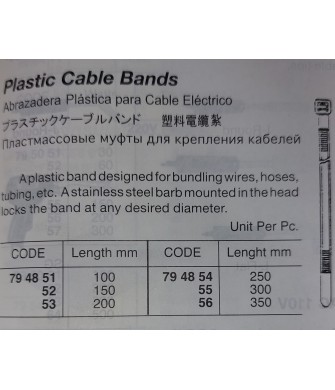 Plastic Cable Bands
Abrazadera Plástica para Cable Eléctrico
プラスチックケーブルバンド 塑料電纜紮
Пластмассовые муфты для крепления кабелей
A plastic band designed for bundling wires, hoses,
tubing, etc. A stainless steel barb mounted in the head
locks the band at any desired diameter.
Unit Per Pc.
CODE Length mm CODE Lenght mm
79 48 51 100 79 48 54 250
52 150 55 300
53 200 56 350